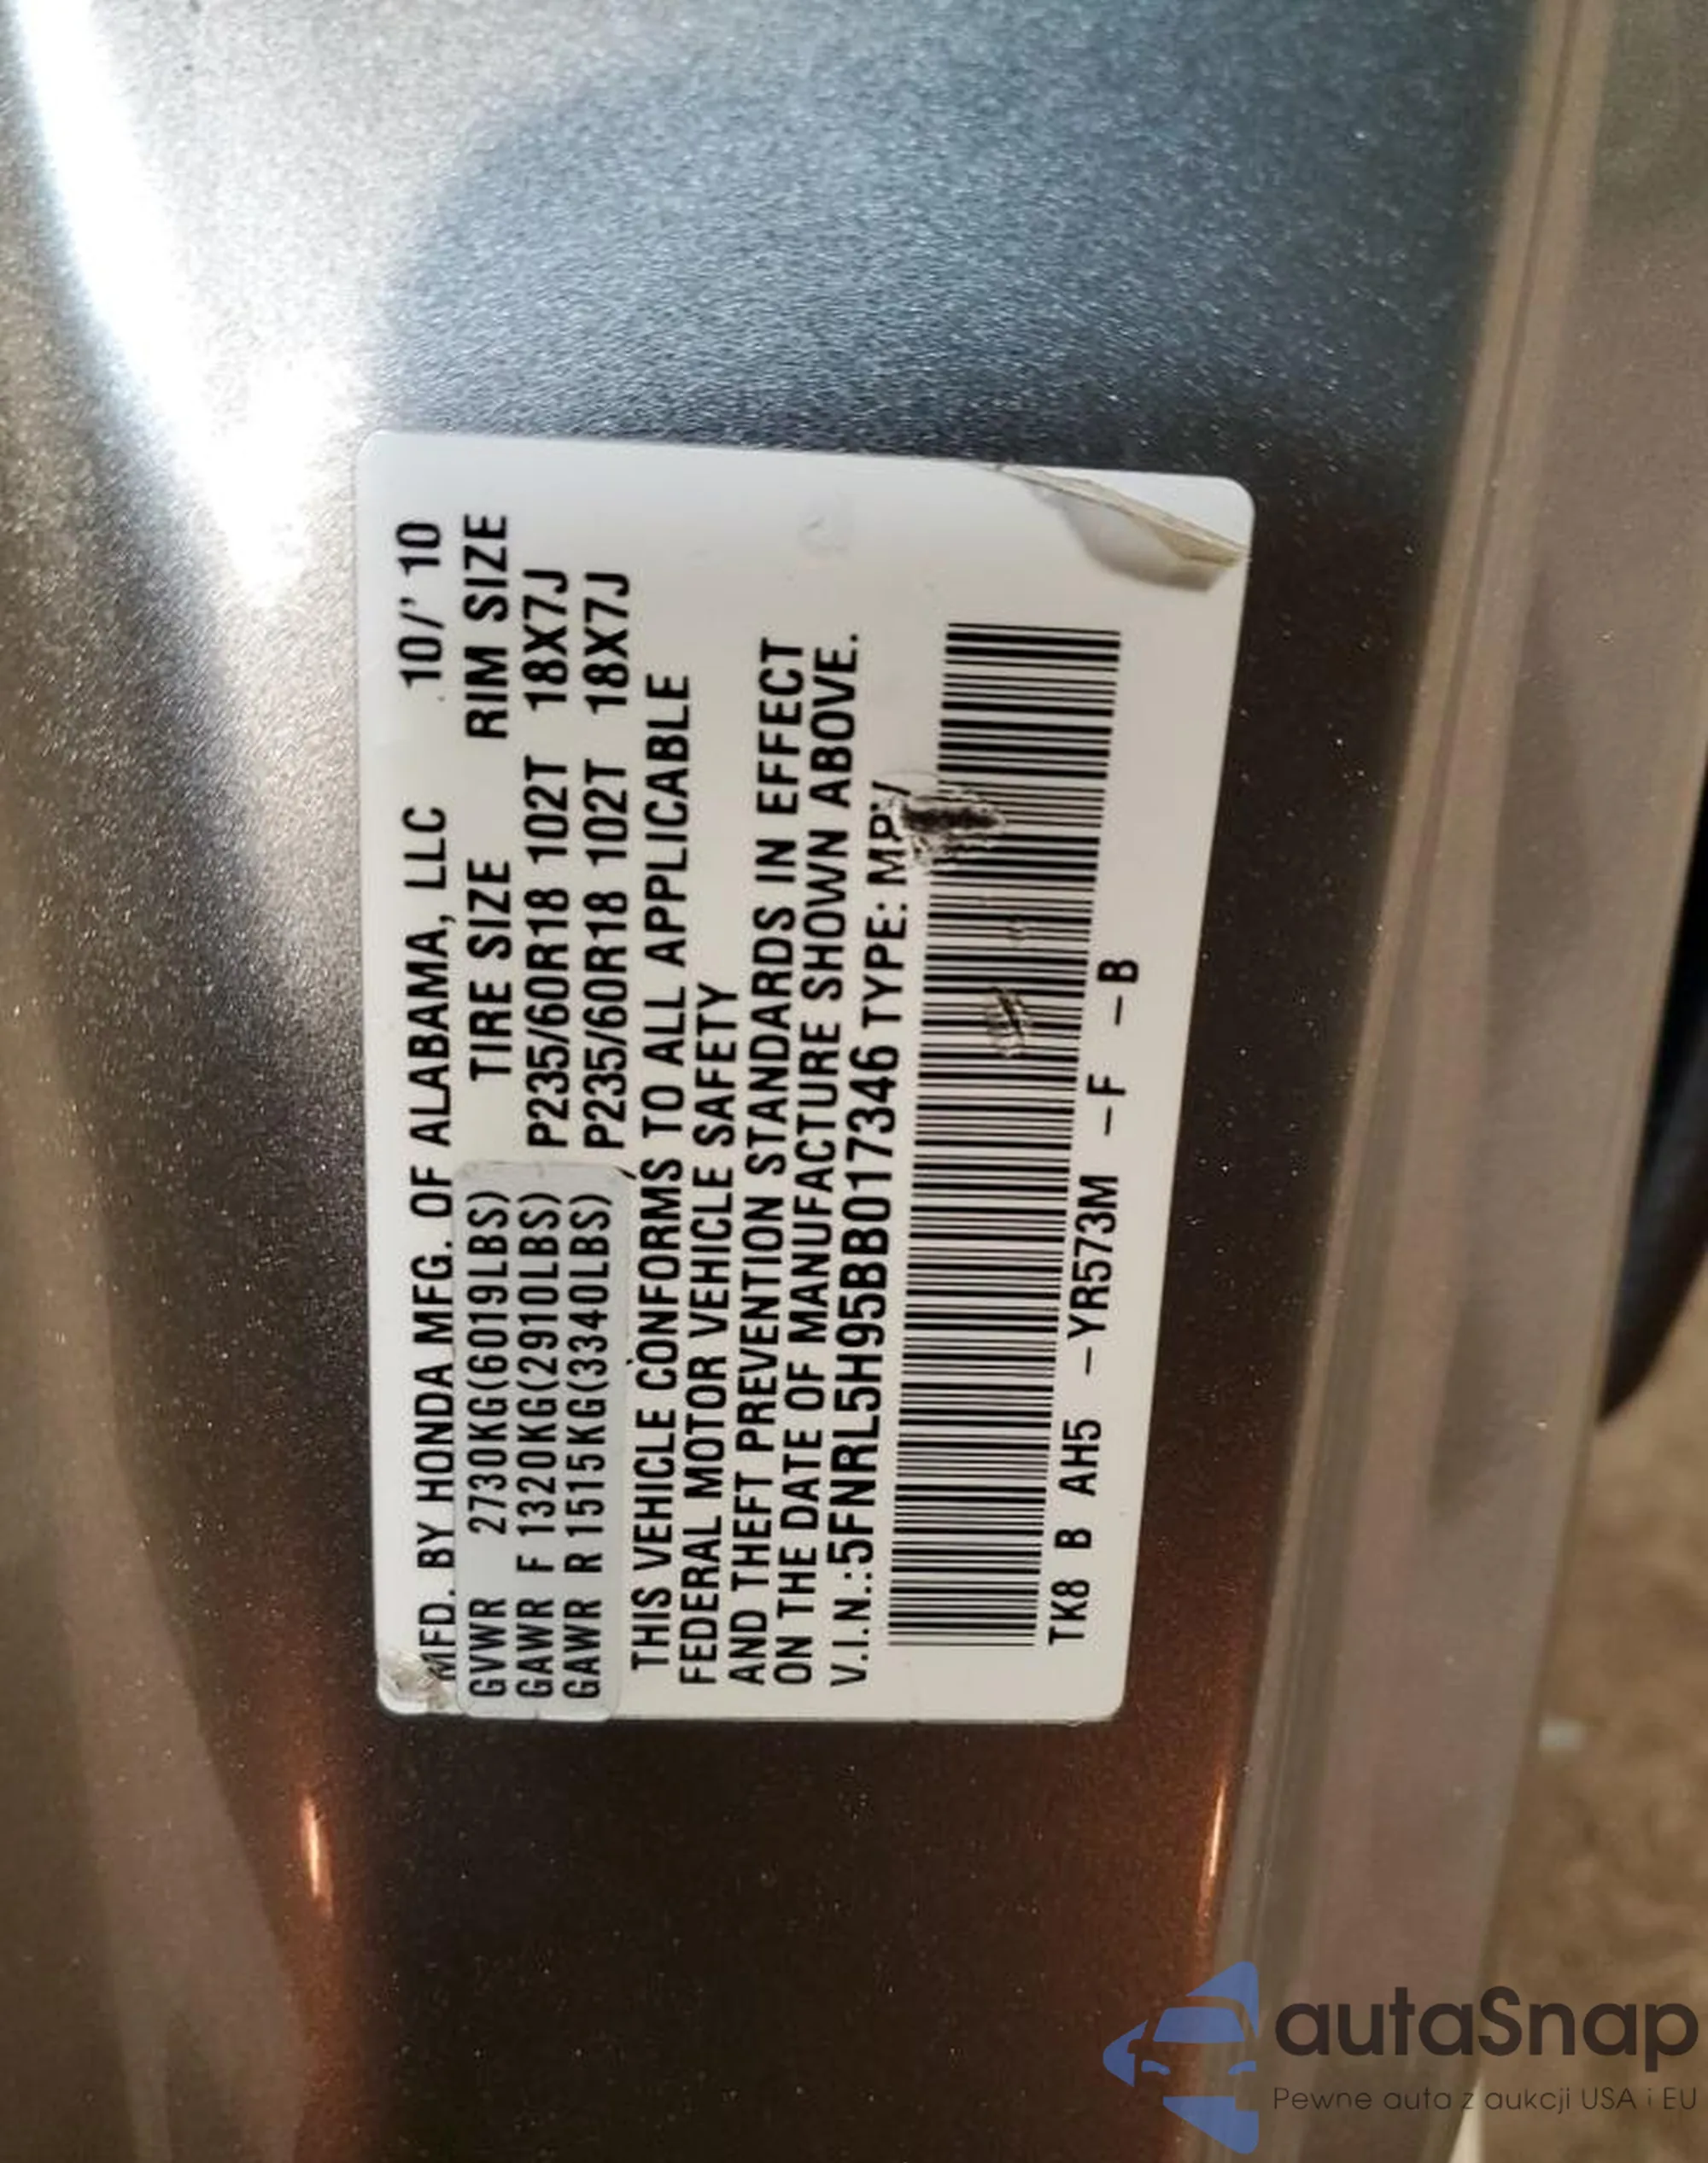 MFD. BY HONDA MFG. OF ALABAMA, LLC 10/' 10
TIRE SIZE RIM SIZE
GVWR 2730KG(6019LBS)
GAWR F 1320KG(2910LBS) P235/60R18 102T 18X7J
GAWR R 1515KG(3340LBS) P235/60R18 102T 18X7J
THIS VEHICLE CONFORMS TO ALL APPLICABLE
FEDERAL MOTOR VEHICLE SAFETY
AND THEFT PREVENTION STANDARDS IN EFFECT
ON THE DATE OF MANUFACTURE SHOWN ABOVE.
V.I.N.:5FNRL5H95BB017346 TYPE: MPV
TK8 B AH5 –YR573M –F –B
autaSnap
Pewne auta z aukcji USA i EU